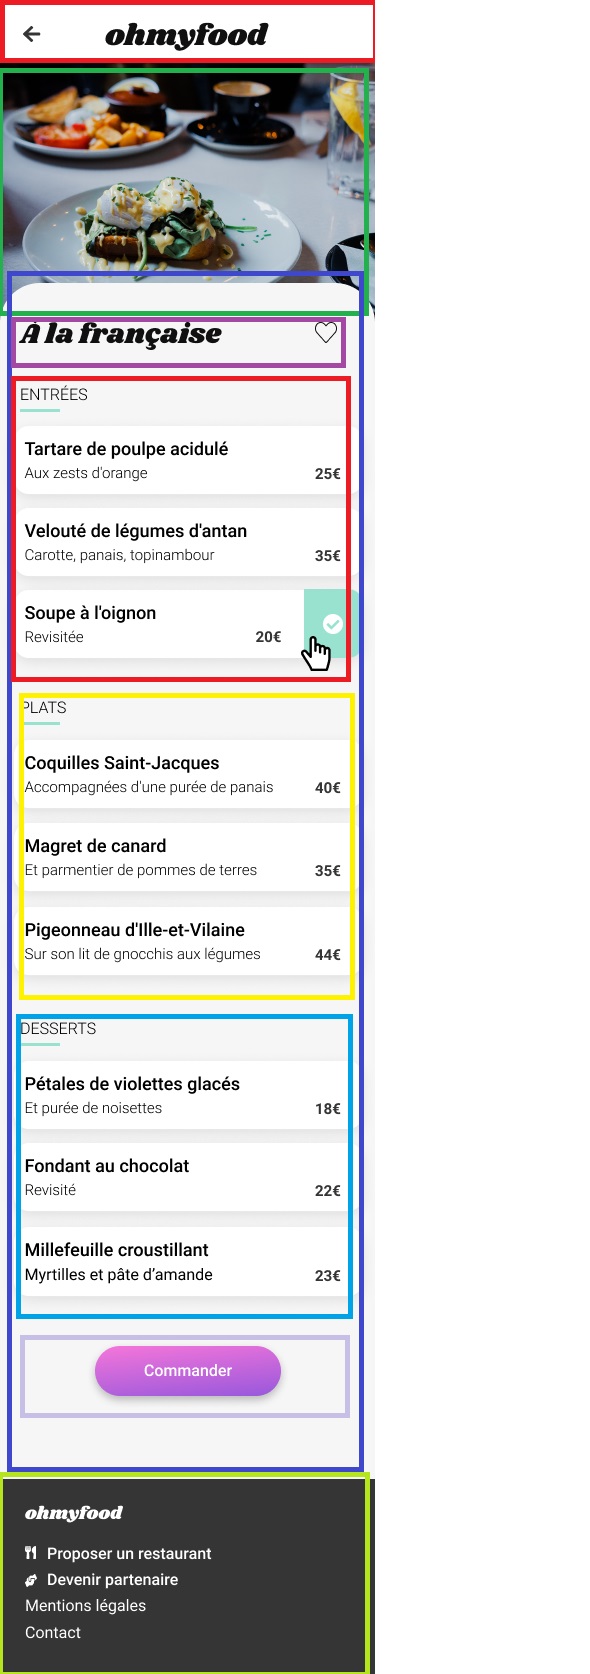 ohmyfood
À la française
ENTRÉES
Tartare de poulpe acidulé
Aux zests d'orange 25€
Velouté de légumes d'antan
Carotte, panais, topinambour 35€
Soupe à l'oignon
Revisitée 20€
PLATS
Coquilles Saint-Jacques
Accompagnées d'une purée de panais 40€
Magret de canard
Et parmentier de pommes de terres 35€
Pigeonneau d'Ille-et-Vilaine
Sur son lit de gnocchis aux légumes 44€
DESSERTS
Pétales de violettes glacés
Et purée de noisettes 18€
Fondant au chocolat
Revisité 22€
Millefeuille croustillant
Myrtilles et pâte d’amande 23€
Commander
ohmyfood
Proposer un restaurant
Devenir partenaire
Mentions légales
Contact